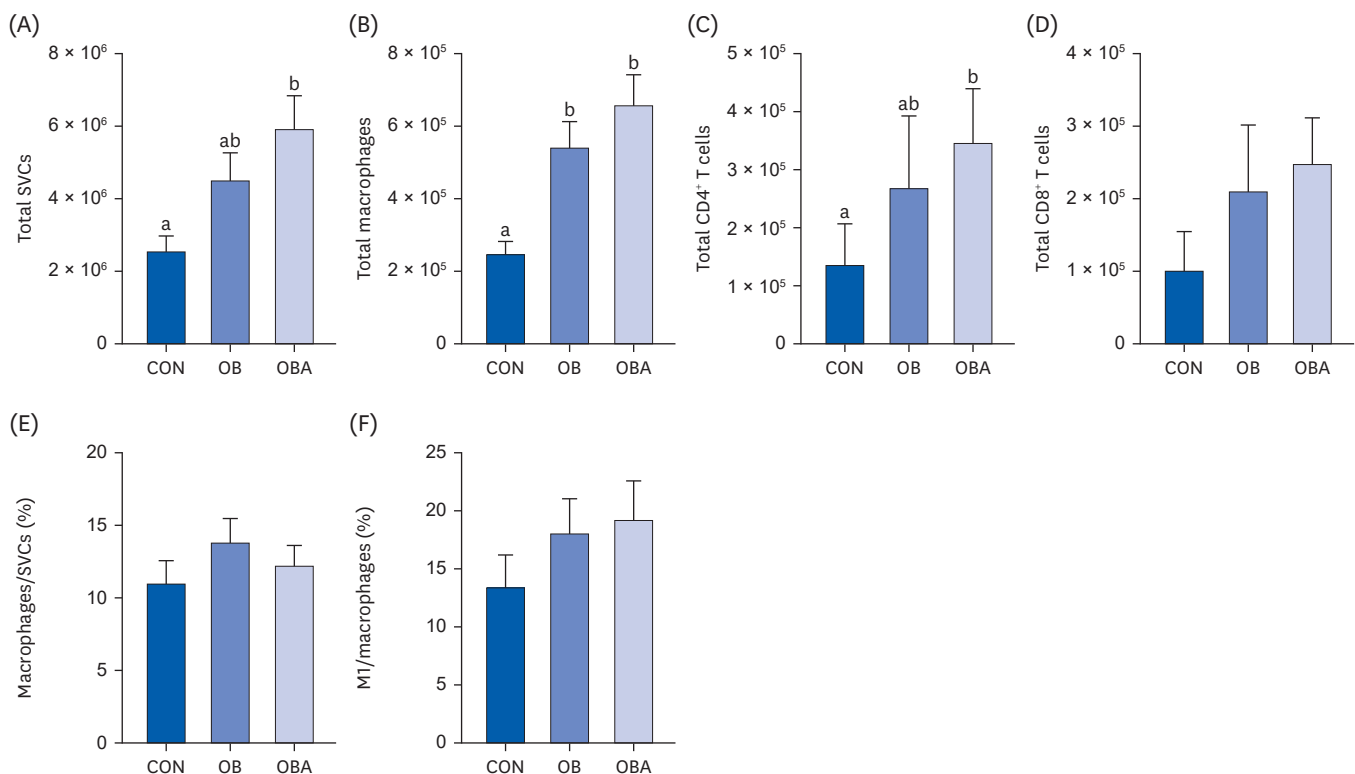 (A)
Total SVCs
8 × 10⁶
6 × 10⁶
4 × 10⁶
2 × 10⁶
0
a
ab
b
CON OB OBA
(B)
Total macrophages
8 × 10⁵
6 × 10⁵
4 × 10⁵
2 × 10⁵
0
a
b
b
CON OB OBA
(C)
Total CD4⁺ T cells
5 × 10⁵
4 × 10⁵
3 × 10⁵
2 × 10⁵
1 × 10⁵
0
a
ab
b
CON OB OBA
(D)
Total CD8⁺ T cells
4 × 10⁵
3 × 10⁵
2 × 10⁵
1 × 10⁵
0
CON OB OBA
(E)
Macrophages/SVCs (%)
20
15
10
5
0
CON OB OBA
(F)
M1/macrophages (%)
25
20
15
10
5
0
CON OB OBA